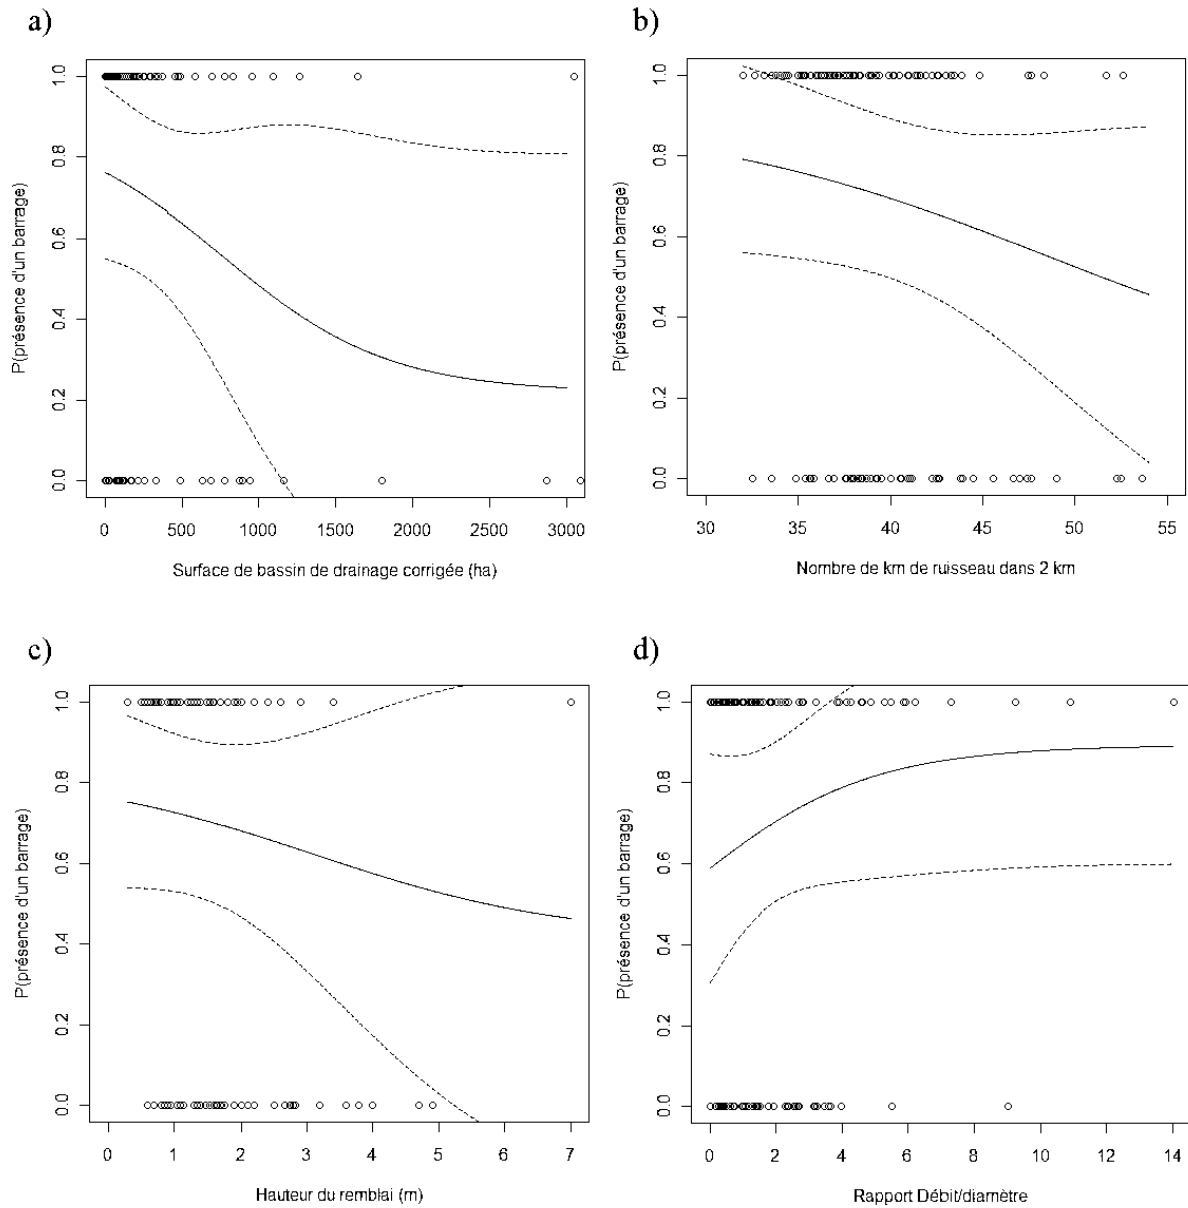 a)
P(présence d'un barrage)
0.0 0.2 0.4 0.6 0.8 1.0
0 500 1000 1500 2000 2500 3000
Surface de bassin de drainage corrigée (ha)
b)
P(présence d'un barrage)
0.0 0.2 0.4 0.6 0.8 1.0
30 35 40 45 50 55
Nombre de km de ruisseau dans 2 km
c)
P(présence d'un barrage)
0.0 0.2 0.4 0.6 0.8 1.0
0 1 2 3 4 5 6 7
Hauteur du remblai (m)
d)
P(présence d'un barrage)
0.0 0.2 0.4 0.6 0.8 1.0
0 2 4 6 8 10 12 14
Rapport Débit/diamètre